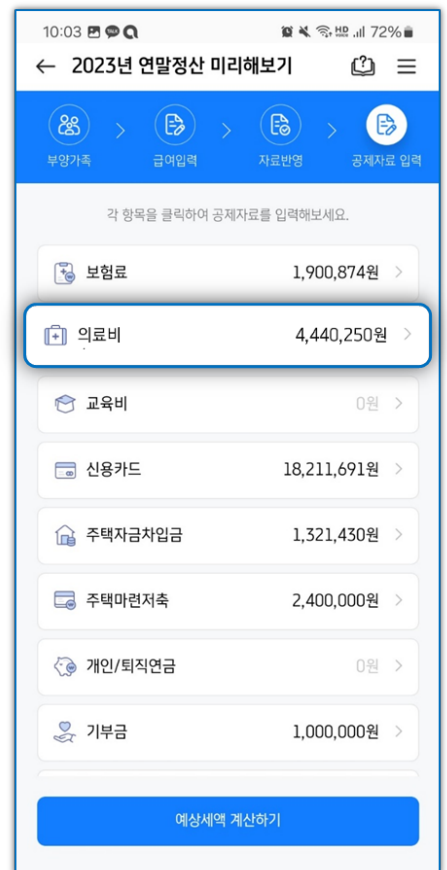 10:03 72%
← 2023년 연말정산 미리해보기
부양가족 > 급여입력 > 자료반영 > 공제자료 입력
각 항목을 클릭하여 공제자료를 입력해보세요.
보험료 1,900,874원 >
의료비 4,440,250원 >
교육비 0원 >
신용카드 18,211,691원 >
주택자금차입금 1,321,430원 >
주택마련저축 2,400,000원 >
개인/퇴직연금 0원 >
기부금 1,000,000원 >
예상세액 계산하기